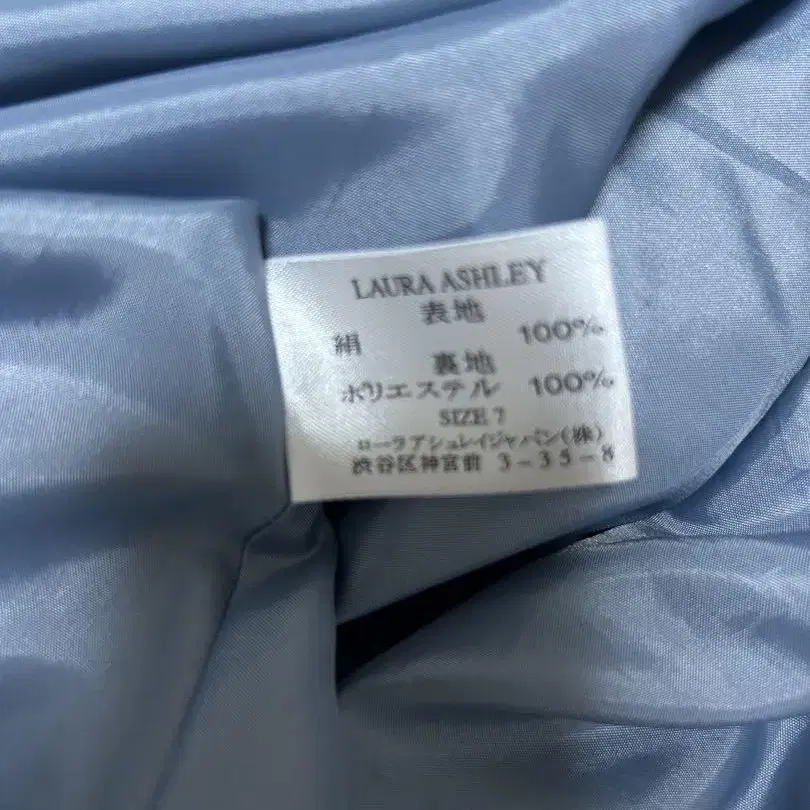 LAURA ASHLEY
表地
絹 100%
裏地
ポリエステル 100%
SIZE 7
ローラアシュレイジャパン(株)
渋谷区神宮前 3-35-8